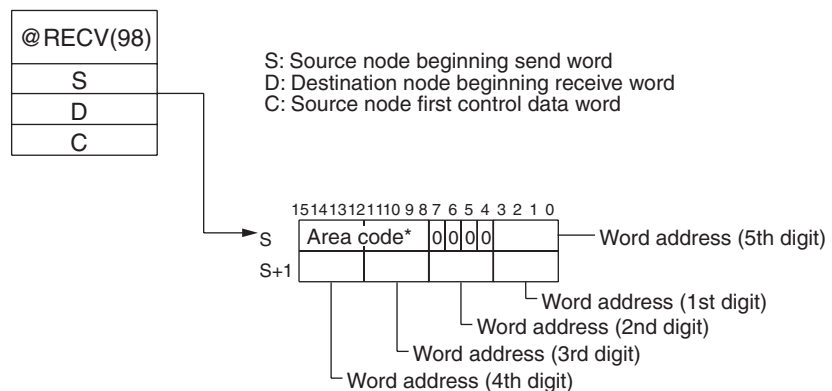 @RECV(98)
S
D
C
S: Source node beginning send word
D: Destination node beginning receive word
C: Source node first control data word
15 14 13 12 11 10 9 8 7 6 5 4 3 2 1 0
S Area code* 0 0 0 0 Word address (5th digit)
S+1
Word address (1st digit)
Word address (2nd digit)
Word address (3rd digit)
Word address (4th digit)